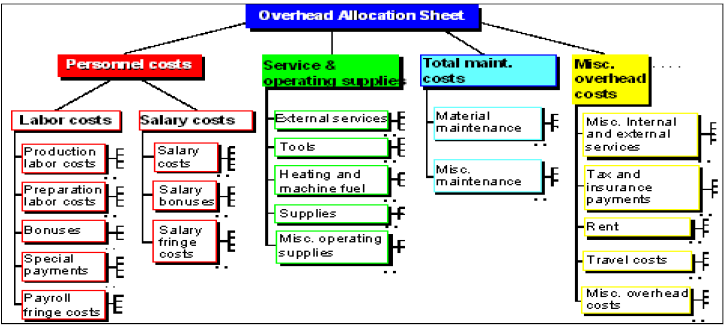 Overhead Allocation Sheet
Personnel costs
Service &
operating supplies
Total maint.
costs
Misc.
overhead
costs
. . . .
Labor costs
Salary costs
Production
labor costs
Preparation
labor costs
Bonuses
Special
payments
Payroll
fringe costs
Salary
costs
Salary
bonuses
Salary
fringe
costs
External services
Tools
Heating and
machine fuel
Supplies
Misc. operating
supplies
Material
maintenance
Misc.
maintenance
Misc. Internal
and external
services
Tax and
insurance
payments
Rent
Travel costs
Misc. overhead
costs